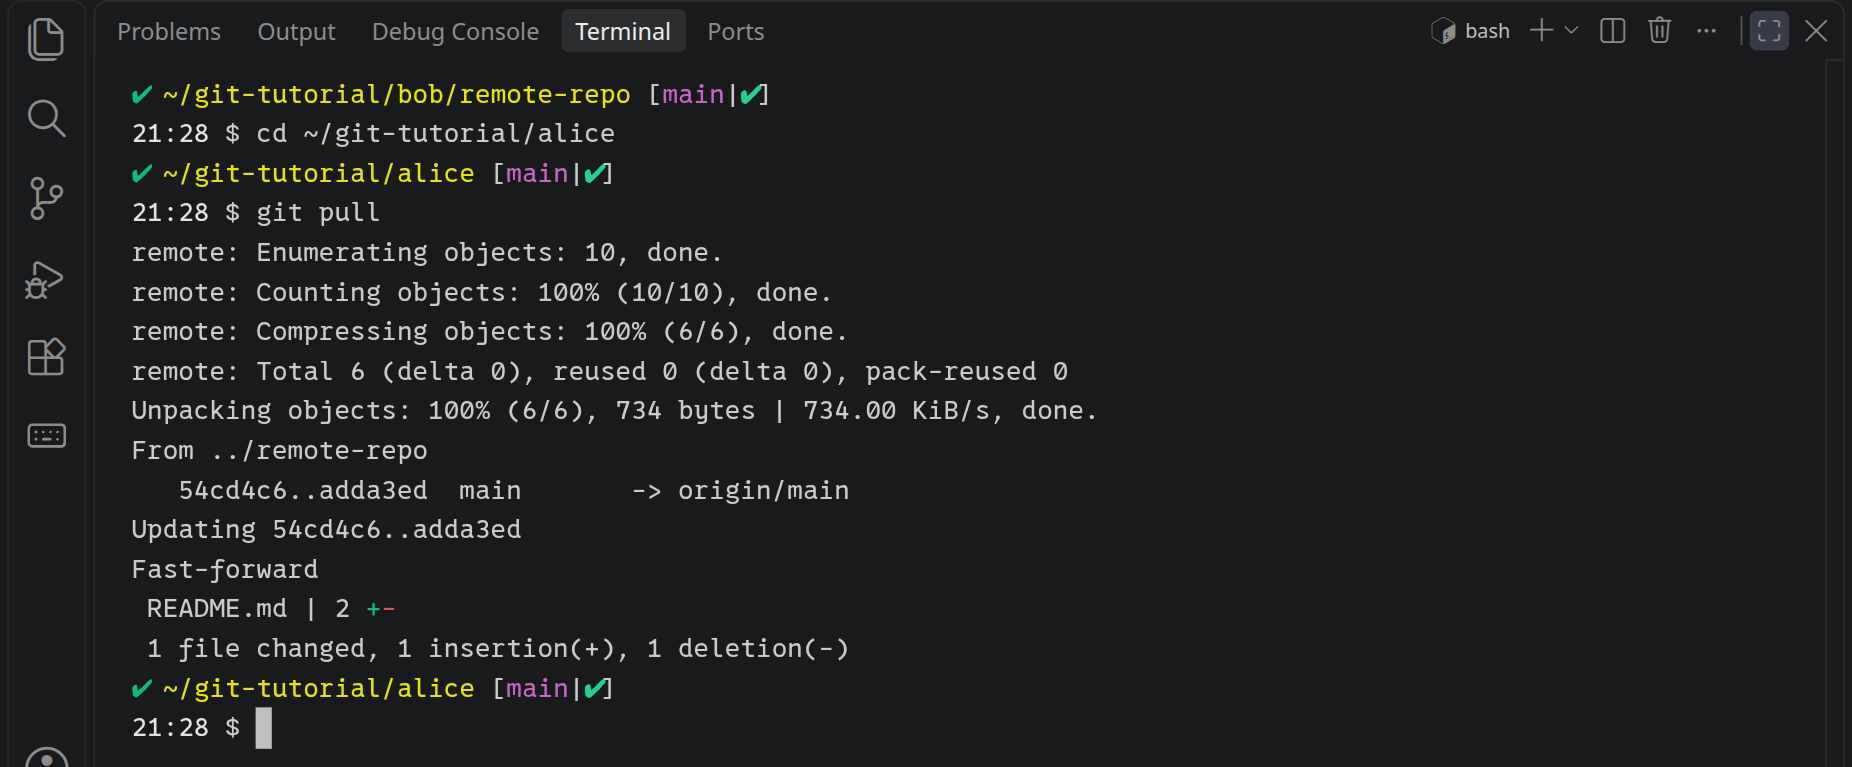 Problems Output Debug Console Terminal Ports bash
✔ ~/git-tutorial/bob/remote-repo [main|✔]
21:28 $ cd ~/git-tutorial/alice
✔ ~/git-tutorial/alice [main|✔]
21:28 $ git pull
remote: Enumerating objects: 10, done.
remote: Counting objects: 100% (10/10), done.
remote: Compressing objects: 100% (6/6), done.
remote: Total 6 (delta 0), reused 0 (delta 0), pack-reused 0
Unpacking objects: 100% (6/6), 734 bytes | 734.00 KiB/s, done.
From ../remote-repo
   54cd4c6..adda3ed  main       -> origin/main
Updating 54cd4c6..adda3ed
Fast-forward
 README.md | 2 +-
 1 file changed, 1 insertion(+), 1 deletion(-)
✔ ~/git-tutorial/alice [main|✔]
21:28 $